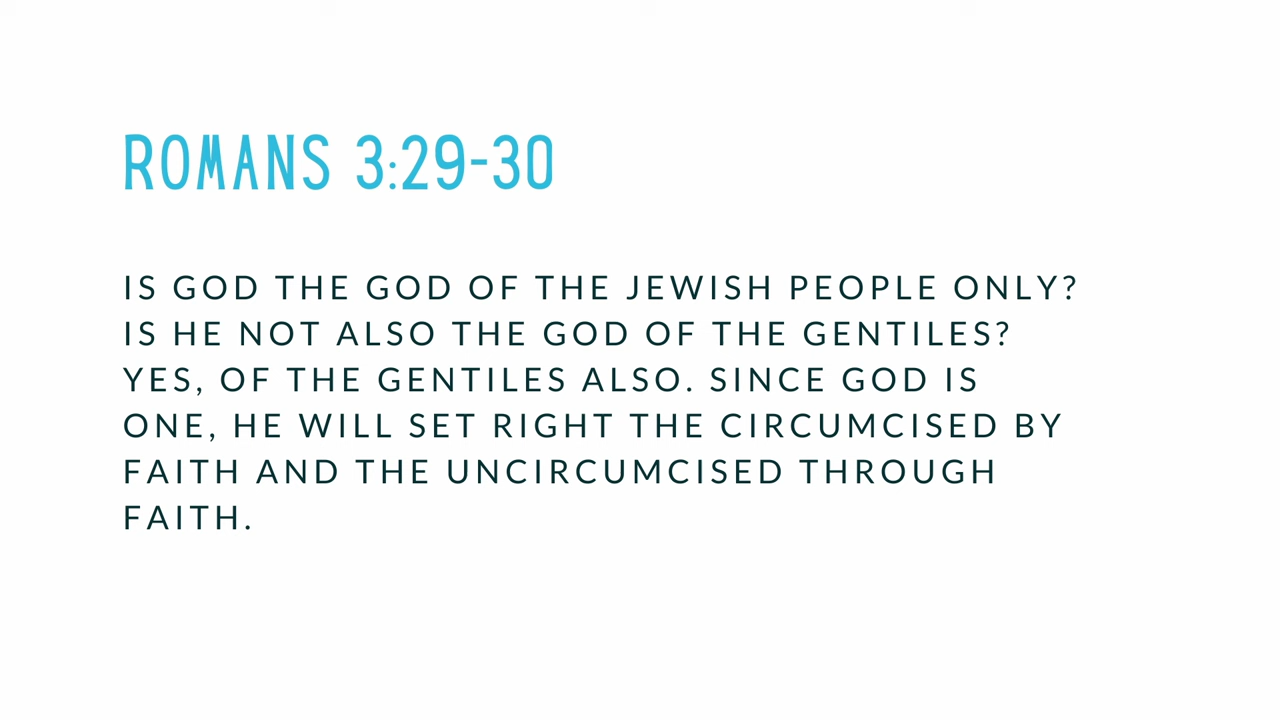 ROMANS 3:29-30
IS GOD THE GOD OF THE JEWISH PEOPLE ONLY?
IS HE NOT ALSO THE GOD OF THE GENTILES?
YES, OF THE GENTILES ALSO. SINCE GOD IS
ONE, HE WILL SET RIGHT THE CIRCUMCISED BY
FAITH AND THE UNCIRCUMCISED THROUGH
FAITH.